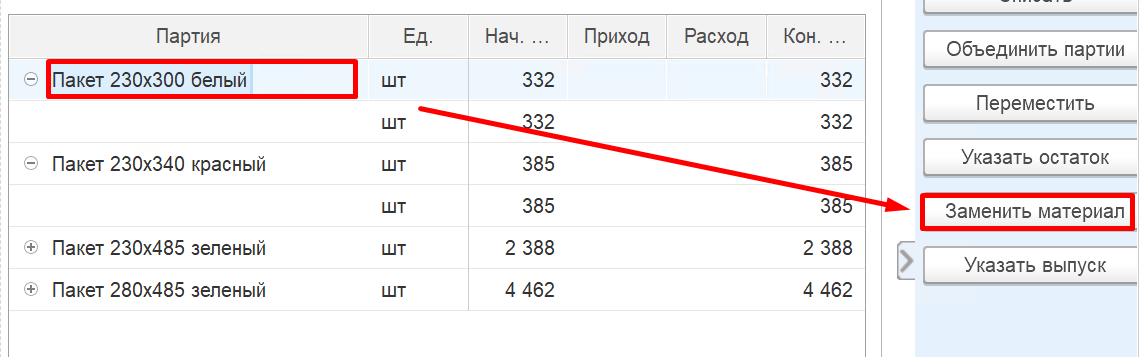 Списать
Партия Ед. Нач. ... Приход Расход Кон. ...
Объединить партии
Пакет 230х300 белый шт 332 332
Переместить
шт 332 332
Пакет 230х340 красный шт 385 385
Указать остаток
шт 385 385
Заменить материал
Пакет 230х485 зеленый шт 2 388 2 388
Указать выпуск
Пакет 280х485 зеленый шт 4 462 4 462